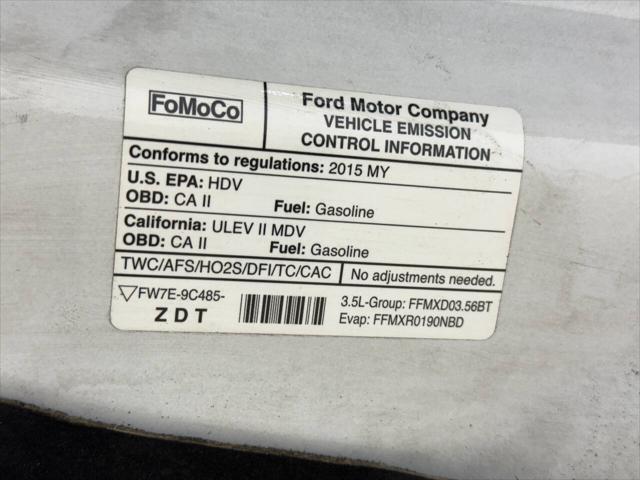 FoMoCo
Ford Motor Company
VEHICLE EMISSION
CONTROL INFORMATION
Conforms to regulations: 2015 MY
U.S. EPA: HDV
OBD: CA II Fuel: Gasoline
California: ULEV II MDV
OBD: CA II Fuel: Gasoline
TWC/AFS/HO2S/DFI/TC/CAC No adjustments needed.
FW7E-9C485-
ZDT
3.5L-Group: FFMXD03.56BT
Evap: FFMXR0190NBD